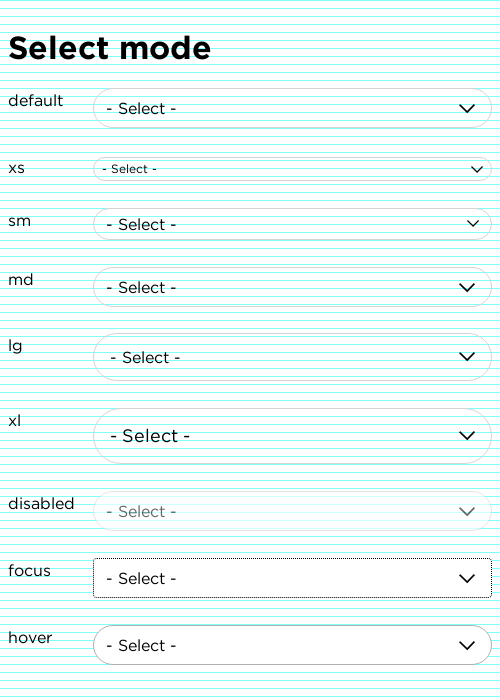 Select mode
default
- Select -
xs
- Select -
sm
- Select -
md
- Select -
lg
- Select -
xl
- Select -
disabled
- Select -
focus
- Select -
hover
- Select -